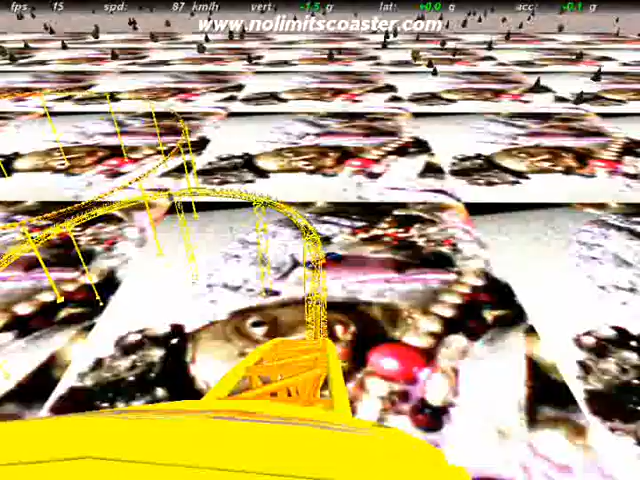 fps 15 spd: 87 km/h vert: -1.5 g lat: +0.0 g acc: -0.1 g
www.nolimitscoaster.com